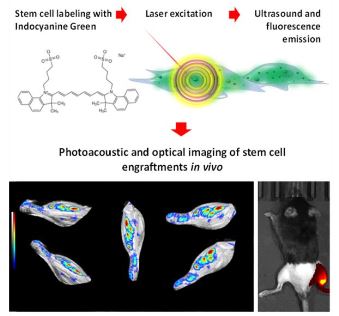 Stem cell labeling with
Indocyanine Green
Laser excitation
Ultrasound and
fluorescence
emission
Na⁺
Photoacoustic and optical imaging of stem cell
engraftments in vivo